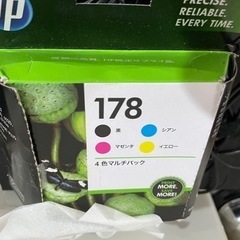 hp
PRECISE.
RELIABLE.
EVERY TIME.
178
黒
シアン
マゼンタ
イエロー
4色マルチパック
MORE